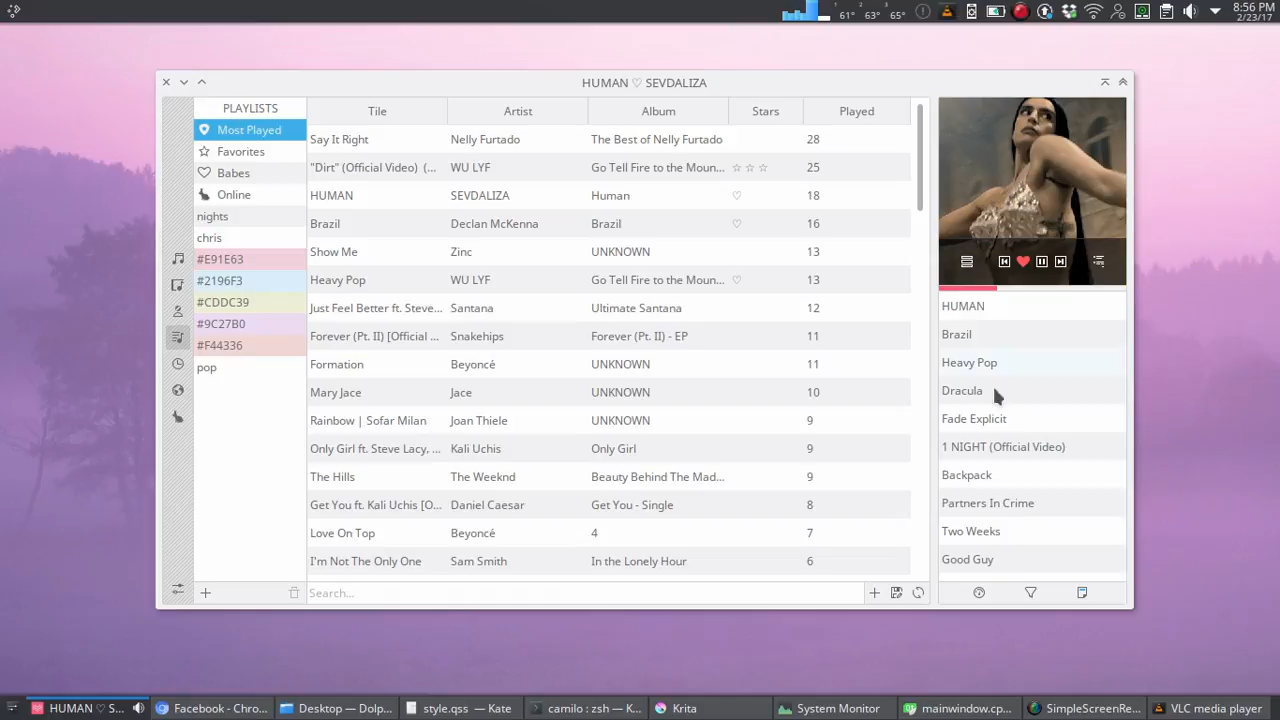 61° 63° 65°
8:56 PM
2/23/17
HUMAN ♡ SEVDALIZA
PLAYLISTS
Most Played
Favorites
Babes
Online
nights
chris
#E91E63
#2196F3
#CDDC39
#9C27B0
#F44336
pop
Tile Artist Album Stars Played
Say It Right Nelly Furtado The Best of Nelly Furtado 28
"Dirt" (Official Video) (... WU LYF Go Tell Fire to the Moun... ☆ ☆ ☆ 25
HUMAN SEVDALIZA Human ♡ 18
Brazil Declan McKenna Brazil ♡ 16
Show Me Zinc UNKNOWN 13
Heavy Pop WU LYF Go Tell Fire to the Moun... ♡ 13
Just Feel Better ft. Steve... Santana Ultimate Santana 12
Forever (Pt. II) [Official ... Snakehips Forever (Pt. II) - EP 11
Formation Beyoncé UNKNOWN 11
Mary Jace Jace UNKNOWN 10
Rainbow | Sofar Milan Joan Thiele UNKNOWN 9
Only Girl ft. Steve Lacy, ... Kali Uchis Only Girl 9
The Hills The Weeknd Beauty Behind The Mad... 9
Get You ft. Kali Uchis [O... Daniel Caesar Get You - Single 8
Love On Top Beyoncé 4 7
I'm Not The Only One Sam Smith In the Lonely Hour 6
Search...
HUMAN
Brazil
Heavy Pop
Dracula
Fade Explicit
1 NIGHT (Official Video)
Backpack
Partners In Crime
Two Weeks
Good Guy
HUMAN ♡ S... Facebook - Chro... Desktop — Dolp... style.qss — Kate camilo : zsh — K... Krita System Monitor mainwindow.cp... SimpleScreenRe... VLC media player